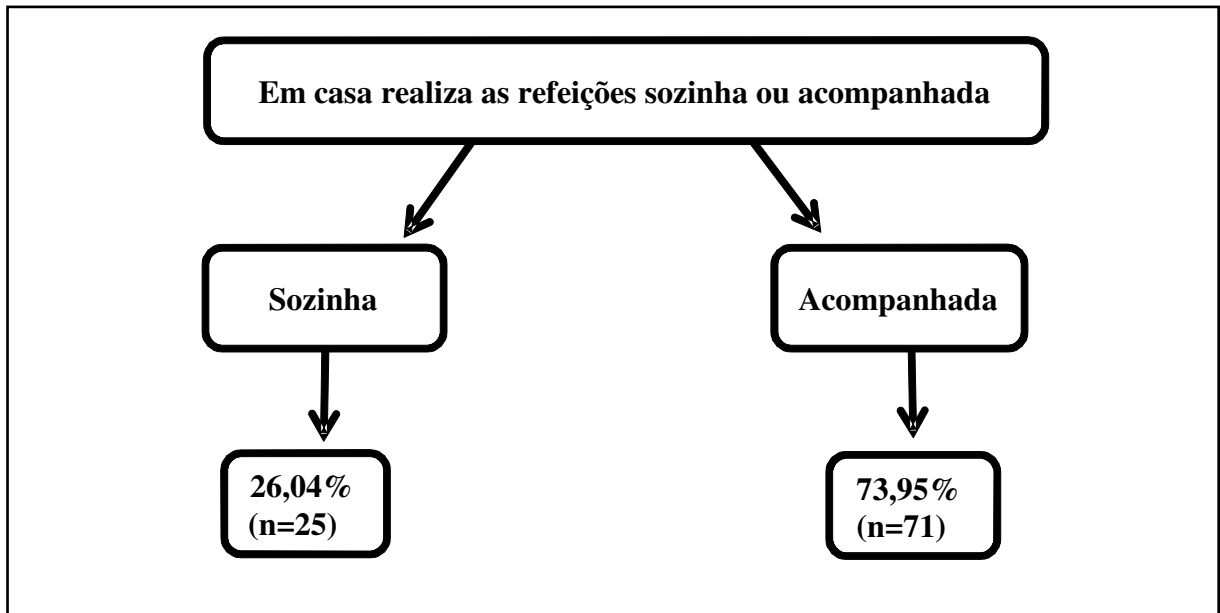 Em casa realiza as refeições sozinha ou acompanhada
Sozinha
Acompanhada
26,04%
(n=25)
73,95%
(n=71)